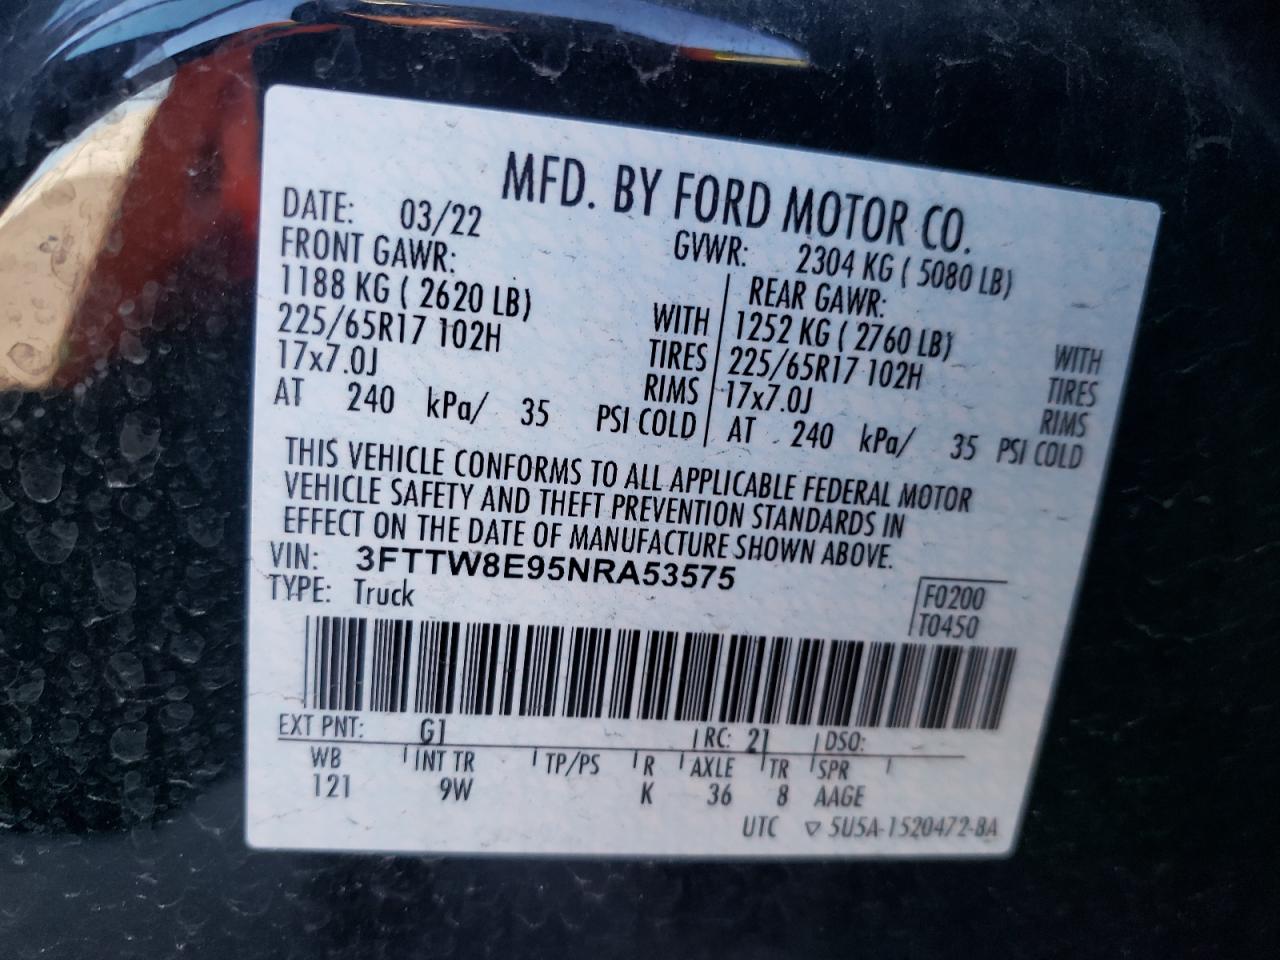 MFD. BY FORD MOTOR CO.
DATE: 03/22 GVWR: 2304 KG ( 5080 LB)
FRONT GAWR: REAR GAWR:
1188 KG ( 2620 LB) WITH 1252 KG ( 2760 LB) WITH
225/65R17 102H TIRES 225/65R17 102H TIRES
17x7.0J RIMS 17x7.0J RIMS
AT 240 kPa/ 35 PSI COLD AT 240 kPa/ 35 PSI COLD
THIS VEHICLE CONFORMS TO ALL APPLICABLE FEDERAL MOTOR
VEHICLE SAFETY AND THEFT PREVENTION STANDARDS IN
EFFECT ON THE DATE OF MANUFACTURE SHOWN ABOVE.
VIN: 3FTTW8E95NRA53575
TYPE: Truck F0200
T0450
EXT PNT: G1 RC: 21 DSO:
WB INT TR TP/PS R AXLE TR SPR
121 9W K 36 8 AAGE
UTC ▽ 5U5A-1520472-BA